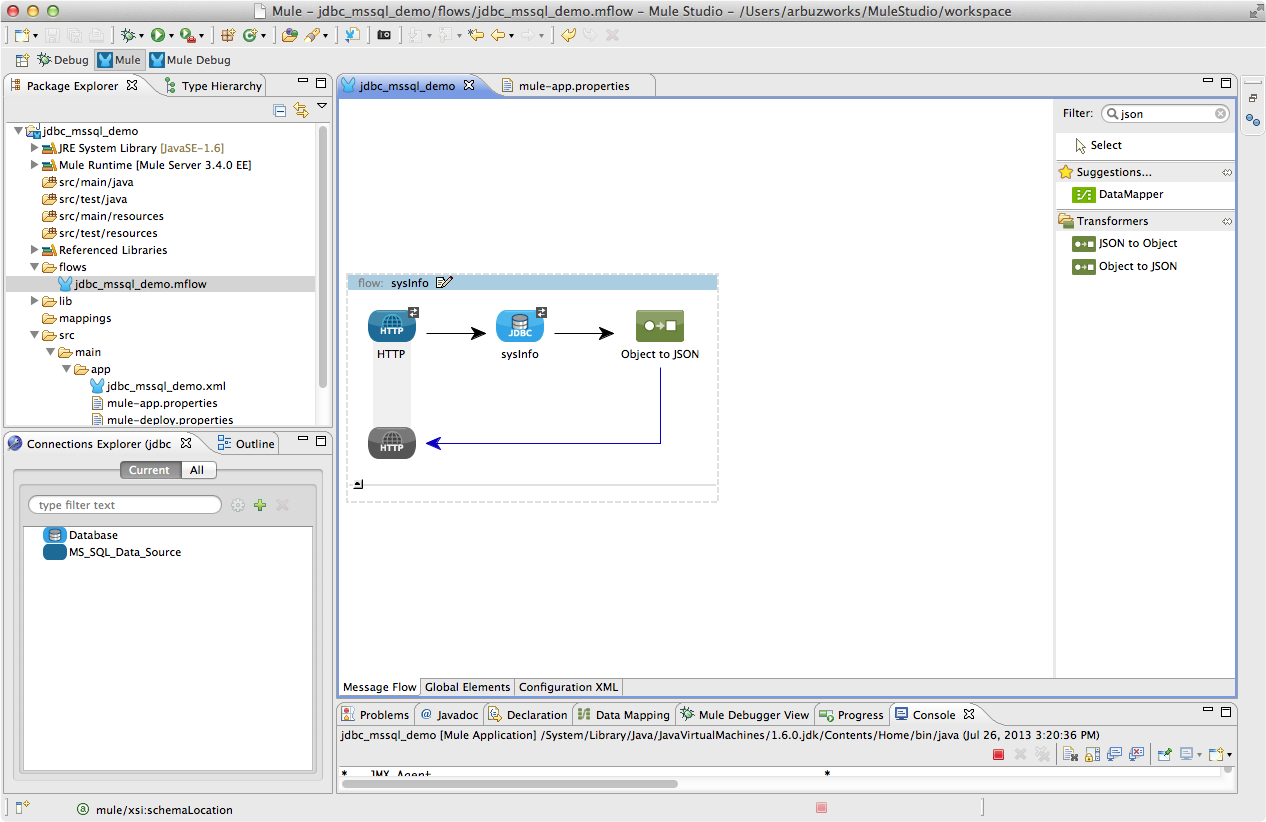 Mule – jdbc_mssql_demo/flows/jdbc_mssql_demo.mflow – Mule Studio – /Users/arbuzworks/MuleStudio/workspace
Debug Mule Mule Debug
Package Explorer Type Hierarchy
jdbc_mssql_demo
JRE System Library [JavaSE-1.6]
Mule Runtime [Mule Server 3.4.0 EE]
src/main/java
src/test/java
src/main/resources
src/test/resources
Referenced Libraries
flows
jdbc_mssql_demo.mflow
lib
mappings
src
main
app
jdbc_mssql_demo.xml
mule-app.properties
mule-deploy.properties
Connections Explorer (jdbc Outline
Current All
type filter text
Database
MS_SQL_Data_Source
jdbc_mssql_demo mule-app.properties
flow: sysInfo
HTTP JDBC
HTTP sysInfo Object to JSON
HTTP
Filter: json
Select
Suggestions...
DataMapper
Transformers
JSON to Object
Object to JSON
Message Flow Global Elements Configuration XML
Problems @ Javadoc Declaration Data Mapping Mule Debugger View Progress Console
jdbc_mssql_demo [Mule Application] /System/Library/Java/JavaVirtualMachines/1.6.0.jdk/Contents/Home/bin/java (Jul 26, 2013 3:20:36 PM)
* JMX Agent *
mule/xsi:schemaLocation